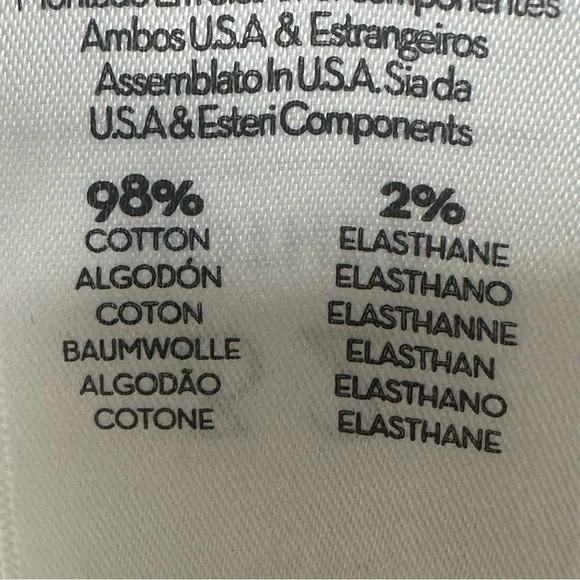 Componentes
Ambos U.S.A & Estrangeiros
Assemblato In U.S.A. Sia da
U.S.A & Esteri Components
98% 2%
COTTON ELASTHANE
ALGODÓN ELASTHANO
COTON ELASTHANNE
BAUMWOLLE ELASTHAN
ALGODÃO ELASTHANO
COTONE ELASTHANE